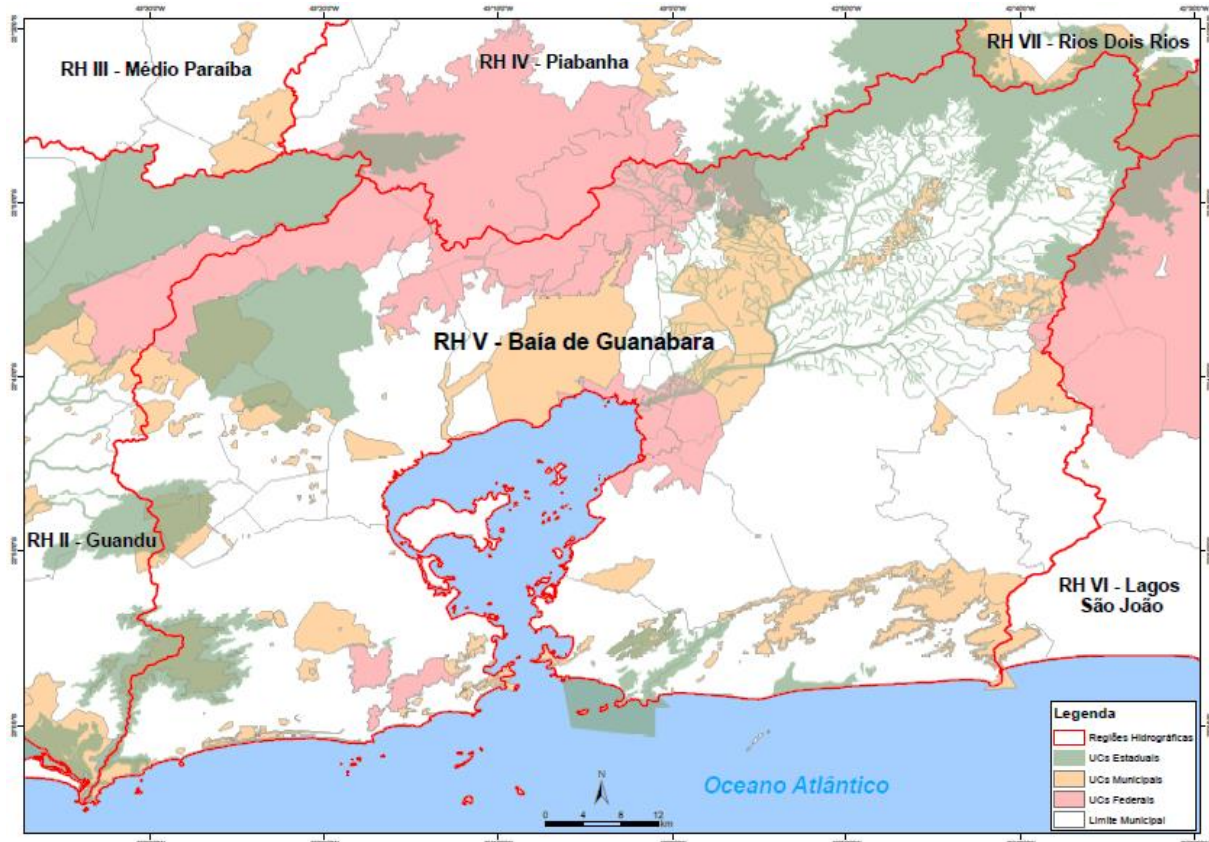 RH III - Médio Paraíba
RH IV - Piabanha
RH VII - Rios Dois Rios
RH V - Baía de Guanabara
RH II - Guandu
RH VI - Lagos
São João
Oceano Atlântico
N
0 4 8 12
km
Legenda
Regiões Hidrográficas
UCs Estaduais
UCs Municipais
UCs Federais
Limite Municipal